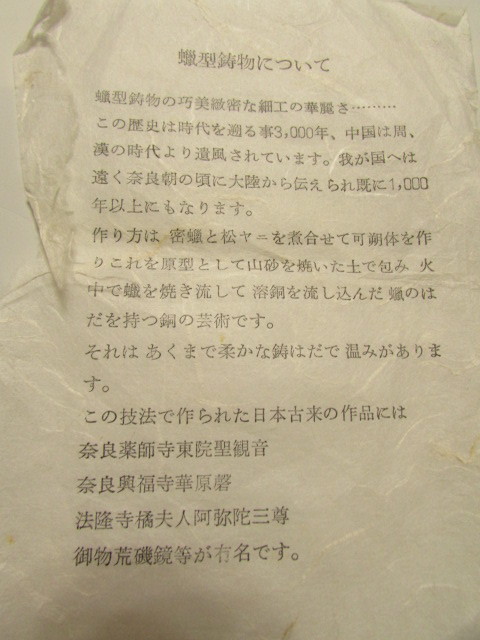 蠟型鋳物について
蠟型鋳物の巧美緻密な細工の華麗さ………
この歴史は時代を遡る事3,000年、中国は周、
漢の時代より遺風されています。我が国へは
遠く奈良朝の頃に大陸から伝えられ既に1,000
年以上にもなります。
作り方は 密蠟と松ヤニを煮合せて可朔体を作
りこれを原型として山砂を焼いた土で包み 火
中で蠟を焼き流して 溶銅を流し込んだ 蠟のは
だを持つ銅の芸術です。
それは あくまで柔かな鋳はだで 温みがありま
す。
この技法で作られた日本古来の作品には
奈良薬師寺東院聖観音
奈良興福寺華原磬
法隆寺橘夫人阿弥陀三尊
御物荒磯鏡等が有名です。